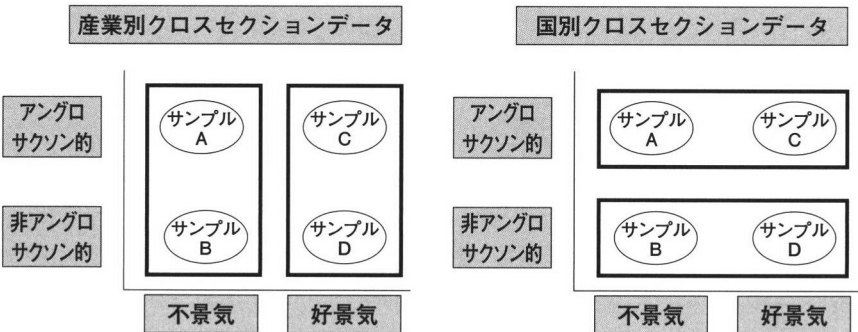 産業別クロスセクションデータ
アングロ
サクソン的
非アングロ
サクソン的
サンプル
A
サンプル
C
サンプル
B
サンプル
D
不景気
好景気
国別クロスセクションデータ
アングロ
サクソン的
非アングロ
サクソン的
サンプル
A
サンプル
C
サンプル
B
サンプル
D
不景気
好景気